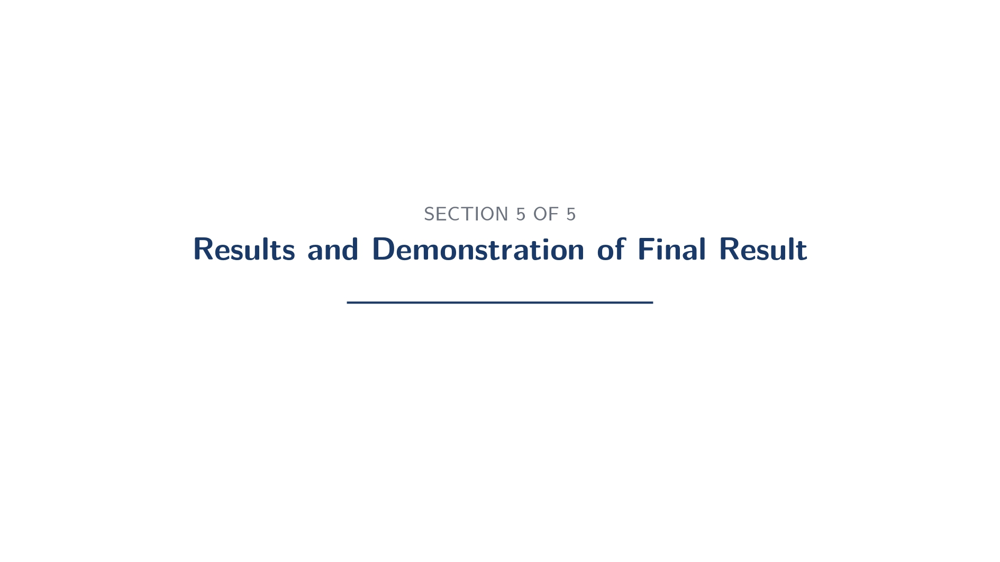 SECTION 5 OF 5
Results and Demonstration of Final Result